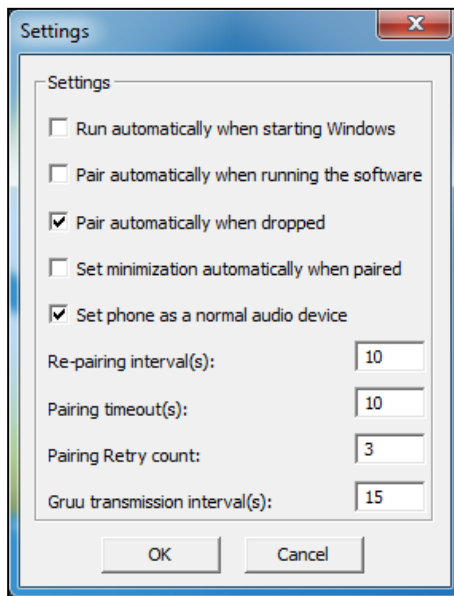 Settings
Settings
Run automatically when starting Windows
Pair automatically when running the software
Pair automatically when dropped
Set minimization automatically when paired
Set phone as a normal audio device
Re-pairing interval(s): 10
Pairing timeout(s): 10
Pairing Retry count: 3
Gruu transmission interval(s): 15
OK Cancel